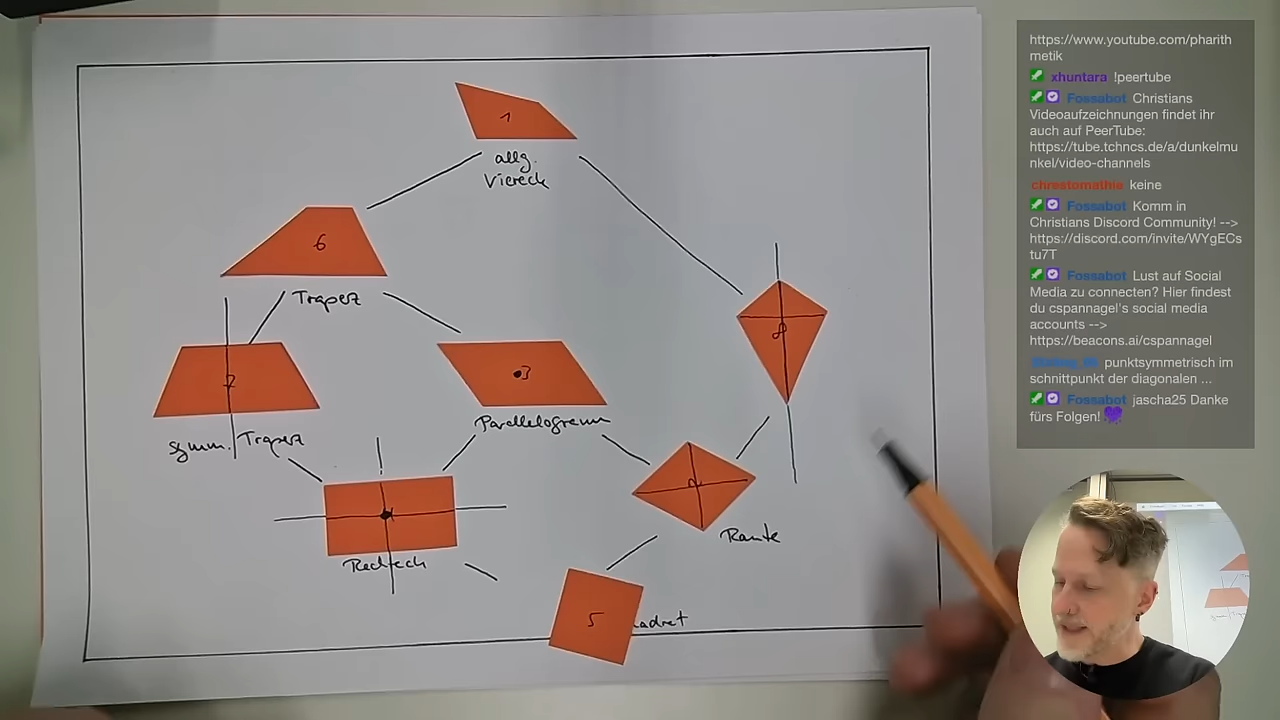 1
allg.
Viereck
6
Trapez
2
3
8
symm. Trapez
Parallelogramm
Rechteck
Raute
5
https://www.youtube.com/pharith
metik
xhuntara !peertube
Fossabot Christians
Videoaufzeichnungen findet ihr
auch auf PeerTube:
https://tube.tchncs.de/a/dunkelmu
nkel/video-channels
chrestomathie keine
Fossabot Komm in
Christians Discord Community! -->
https://discord.com/invite/WYgECs
tu7T
Fossabot Lust auf Social
Media zu connecten? Hier findest
du cspannagel's social media
accounts -->
https://beacons.ai/cspannagel
punktsymmetrisch im
schnittpunkt der diagonalen ...
Fossabot jascha25 Danke
fürs Folgen!